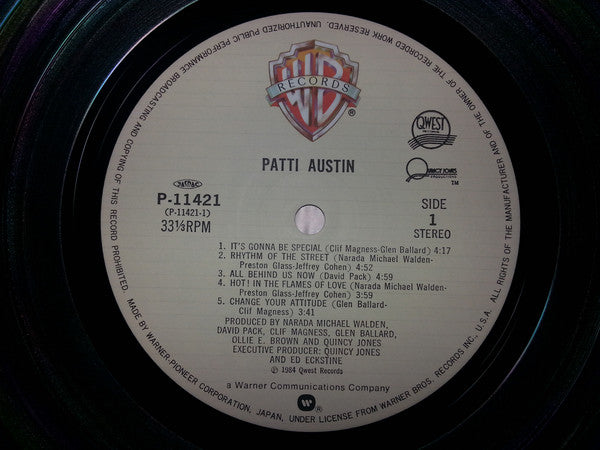 UNAUTHORIZED PUBLIC PERFORMANCE BROADCASTING AND COPYING OF THIS RECORD PROHIBITED.
ALL RIGHTS OF THE MANUFACTURER AND OF THE OWNER OF THE RECORDED WORK RESERVED.
WB
RECORDS
®
QWEST
RECORDS
PATTI AUSTIN
QUINCY JONES
PRODUCTIONS
TM
JASRAC
P-11421
(P-11421-1)
33⅓RPM
SIDE
1
STEREO
1. IT'S GONNA BE SPECIAL (Clif Magness-Glen Ballard) 4:17
2. RHYTHM OF THE STREET (Narada Michael Walden-
Preston Glass-Jeffrey Cohen) 4:52
3. ALL BEHIND US NOW (David Pack) 4:59
4. HOT! IN THE FLAMES OF LOVE (Narada Michael Walden-
Preston Glass-Jeffrey Cohen) 3:59
5. CHANGE YOUR ATTITUDE (Glen Ballard-
Clif Magness) 3:41
PRODUCED BY NARADA MICHAEL WALDEN,
DAVID PACK, CLIF MAGNESS, GLEN BALLARD,
OLLIE E. BROWN AND QUINCY JONES
EXECUTIVE PRODUCER: QUINCY JONES
AND ED ECKSTINE
℗ 1984 Qwest Records
a Warner Communications Company
®
MADE BY WARNER-PIONEER CORPORATION, JAPAN, UNDER LICENSE FROM WARNER BROS. RECORDS INC., U.S.A.